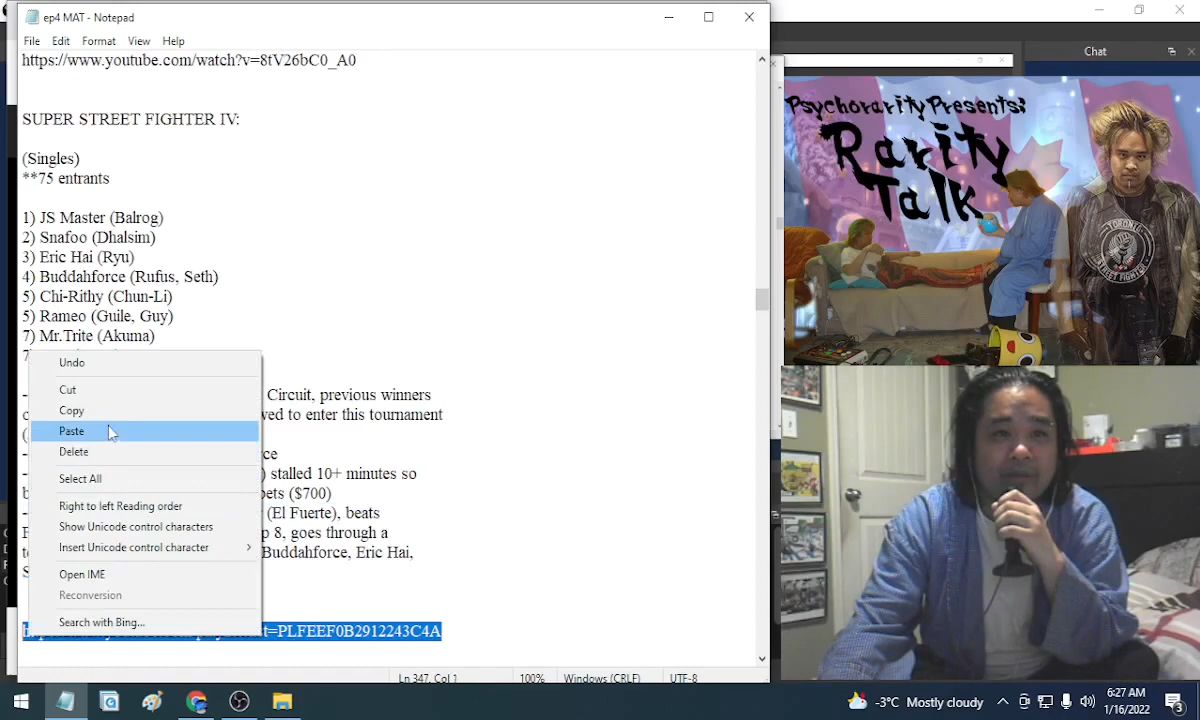 ep4 MAT - Notepad
File Edit Format View Help
https://www.youtube.com/watch?v=8tV26bC0_A0
SUPER STREET FIGHTER IV:
(Singles)
**75 entrants
1) JS Master (Balrog)
2) Snafoo (Dhalsim)
3) Eric Hai (Ryu)
4) Buddahforce (Rufus, Seth)
5) Chi-Rithy (Chun-Li)
5) Rameo (Guile, Guy)
7) Mr.Trite (Akuma)
Circuit, previous winners
ved to enter this tournament
ce
) stalled 10+ minutes so
bets ($700)
(El Fuerte), beats
p 8, goes through a
Buddahforce, Eric Hai,
t=PLFEEF0B2912243C4A
Undo
Cut
Copy
Paste
Delete
Select All
Right to left Reading order
Show Unicode control characters
Insert Unicode control character
Open IME
Reconversion
Search with Bing...
Ln 347, Col 1 100% Windows (CRLF) UTF-8
Chat
PsychorarityPresents:
Rarity
Talk
TORONTO
STREET FIGHTER
-3°C Mostly cloudy
6:27 AM
1/16/2022
3